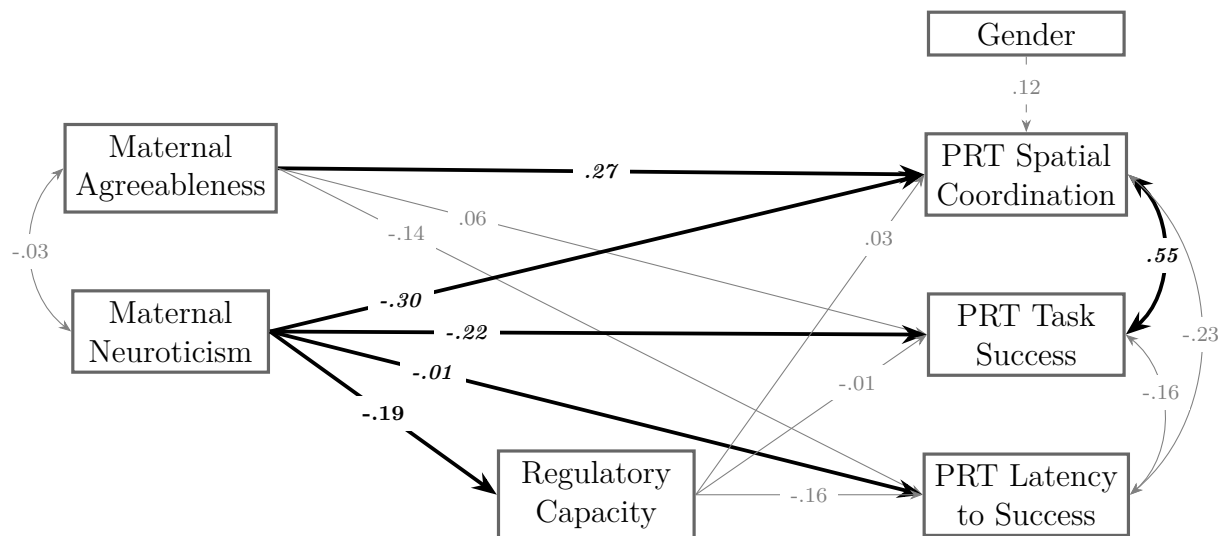 Gender
.12
Maternal
Agreeableness
PRT Spatial
Coordination
.27
.06
-.14
.03
-.03
.55
-.30
Maternal
Neuroticism
-.22
PRT Task
Success
-.23
-.01
-.01
-.16
-.19
Regulatory
Capacity
-.16
PRT Latency
to Success